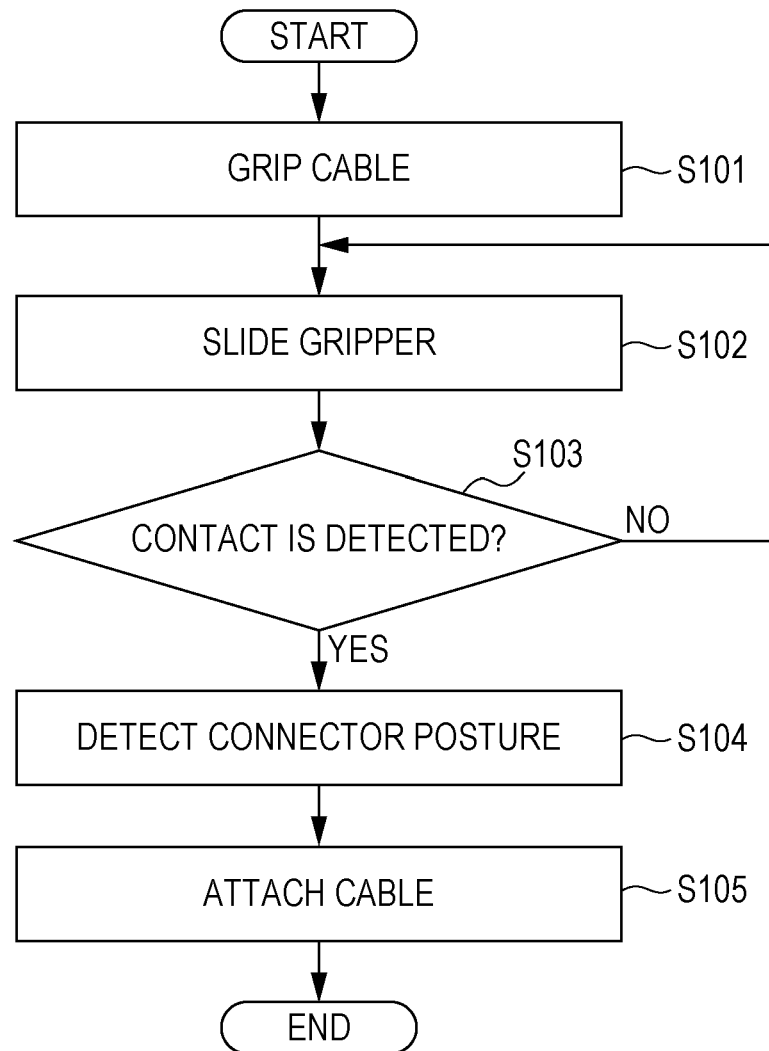 START
GRIP CABLE
S101
SLIDE GRIPPER
S102
S103
CONTACT IS DETECTED?
NO
YES
DETECT CONNECTOR POSTURE
S104
ATTACH CABLE
S105
END